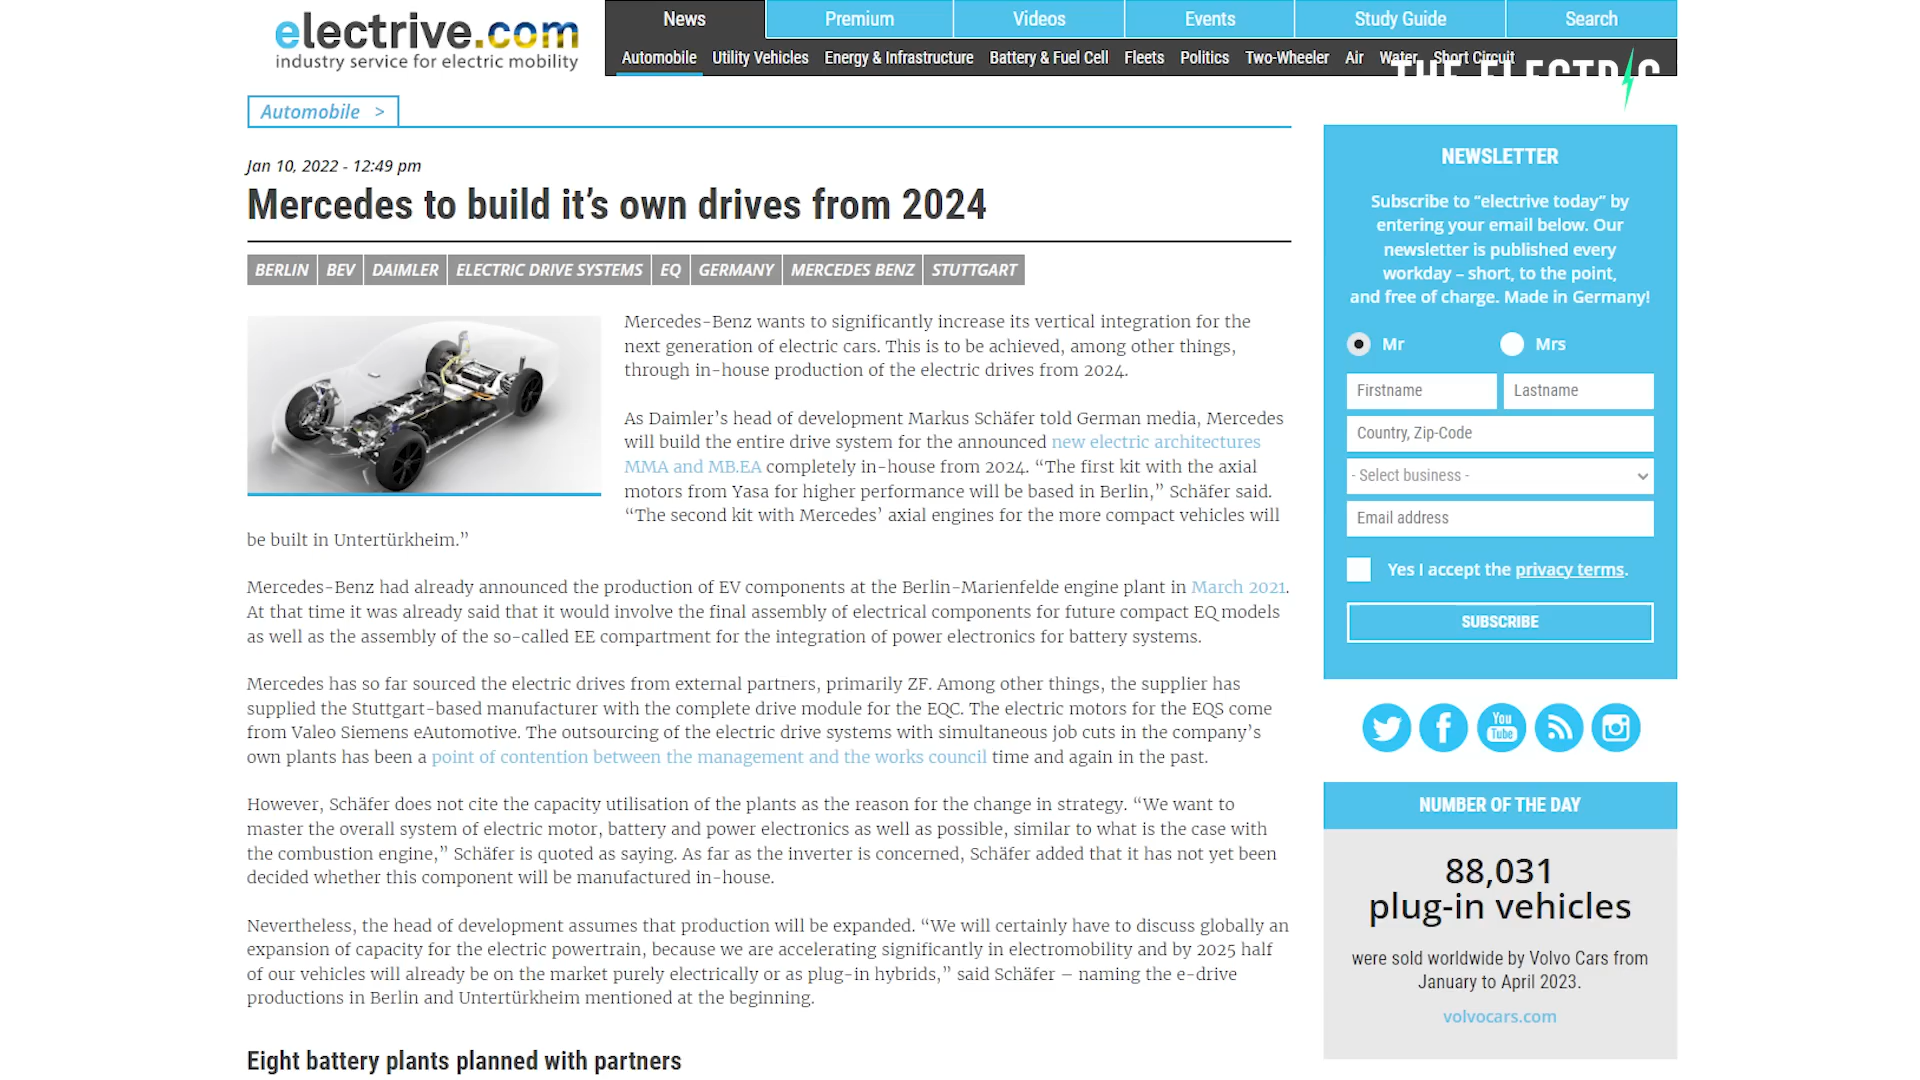 electrive.com
industry service for electric mobility
News
Premium
Videos
Events
Study Guide
Search
Automobile
Utility Vehicles
Energy & Infrastructure
Battery & Fuel Cell
Fleets
Politics
Two-Wheeler
Air
Water
Short Circuit
THE ELECTRIC
Automobile >
Jan 10, 2022 - 12:49 pm
Mercedes to build it’s own drives from 2024
BERLIN
BEV
DAIMLER
ELECTRIC DRIVE SYSTEMS
EQ
GERMANY
MERCEDES BENZ
STUTTGART
Mercedes-Benz wants to significantly increase its vertical integration for the
next generation of electric cars. This is to be achieved, among other things,
through in-house production of the electric drives from 2024.
As Daimler’s head of development Markus Schäfer told German media, Mercedes
will build the entire drive system for the announced new electric architectures
MMA and MB.EA completely in-house from 2024. “The first kit with the axial
motors from Yasa for higher performance will be based in Berlin,” Schäfer said.
“The second kit with Mercedes’ axial engines for the more compact vehicles will
be built in Untertürkheim.”
Mercedes-Benz had already announced the production of EV components at the Berlin-Marienfelde engine plant in March 2021.
At that time it was already said that it would involve the final assembly of electrical components for future compact EQ models
as well as the assembly of the so-called EE compartment for the integration of power electronics for battery systems.
Mercedes has so far sourced the electric drives from external partners, primarily ZF. Among other things, the supplier has
supplied the Stuttgart-based manufacturer with the complete drive module for the EQC. The electric motors for the EQS come
from Valeo Siemens eAutomotive. The outsourcing of the electric drive systems with simultaneous job cuts in the company’s
own plants has been a point of contention between the management and the works council time and again in the past.
However, Schäfer does not cite the capacity utilisation of the plants as the reason for the change in strategy. “We want to
master the overall system of electric motor, battery and power electronics as well as possible, similar to what is the case with
the combustion engine,” Schäfer is quoted as saying. As far as the inverter is concerned, Schäfer added that it has not yet been
decided whether this component will be manufactured in-house.
Nevertheless, the head of development assumes that production will be expanded. “We will certainly have to discuss globally an
expansion of capacity for the electric powertrain, because we are accelerating significantly in electromobility and by 2025 half
of our vehicles will already be on the market purely electrically or as plug-in hybrids,” said Schäfer – naming the e-drive
productions in Berlin and Untertürkheim mentioned at the beginning.
Eight battery plants planned with partners
NEWSLETTER
Subscribe to “electrive today” by
entering your email below. Our
newsletter is published every
workday – short, to the point,
and free of charge. Made in Germany!
Mr
Mrs
Firstname
Lastname
Country, Zip-Code
- Select business -
Email address
Yes I accept the privacy terms.
SUBSCRIBE
You
Tube
NUMBER OF THE DAY
88,031
plug-in vehicles
were sold worldwide by Volvo Cars from
January to April 2023.
volvocars.com